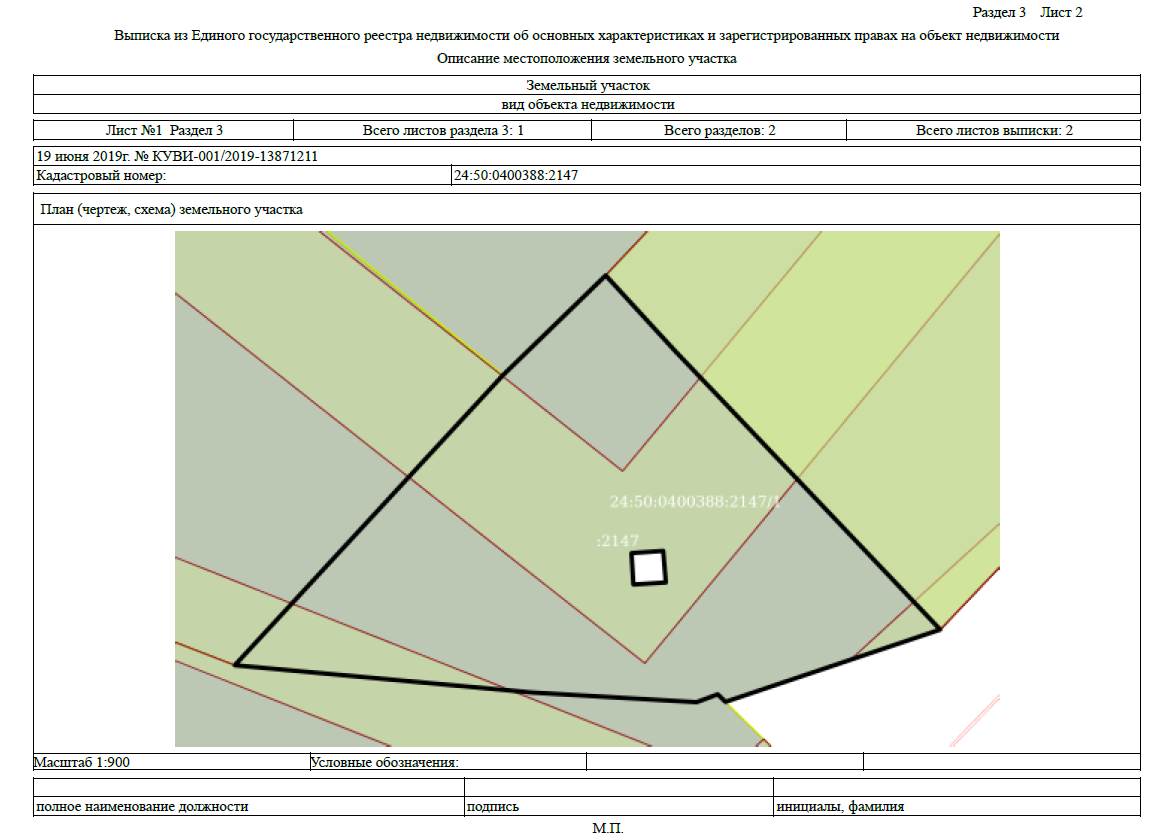 Раздел 3 Лист 2
Выписка из Единого государственного реестра недвижимости об основных характеристиках и зарегистрированных правах на объект недвижимости
Описание местоположения земельного участка
Земельный участок
вид объекта недвижимости
Лист №1 Раздел 3 Всего листов раздела 3: 1 Всего разделов: 2 Всего листов выписки: 2
19 июня 2019г. № КУВИ-001/2019-13871211
Кадастровый номер: 24:50:0400388:2147
План (чертеж, схема) земельного участка
24:50:0400388:2147/1
:2147
Масштаб 1:900 Условные обозначения:
полное наименование должности подпись инициалы, фамилия
М.П.